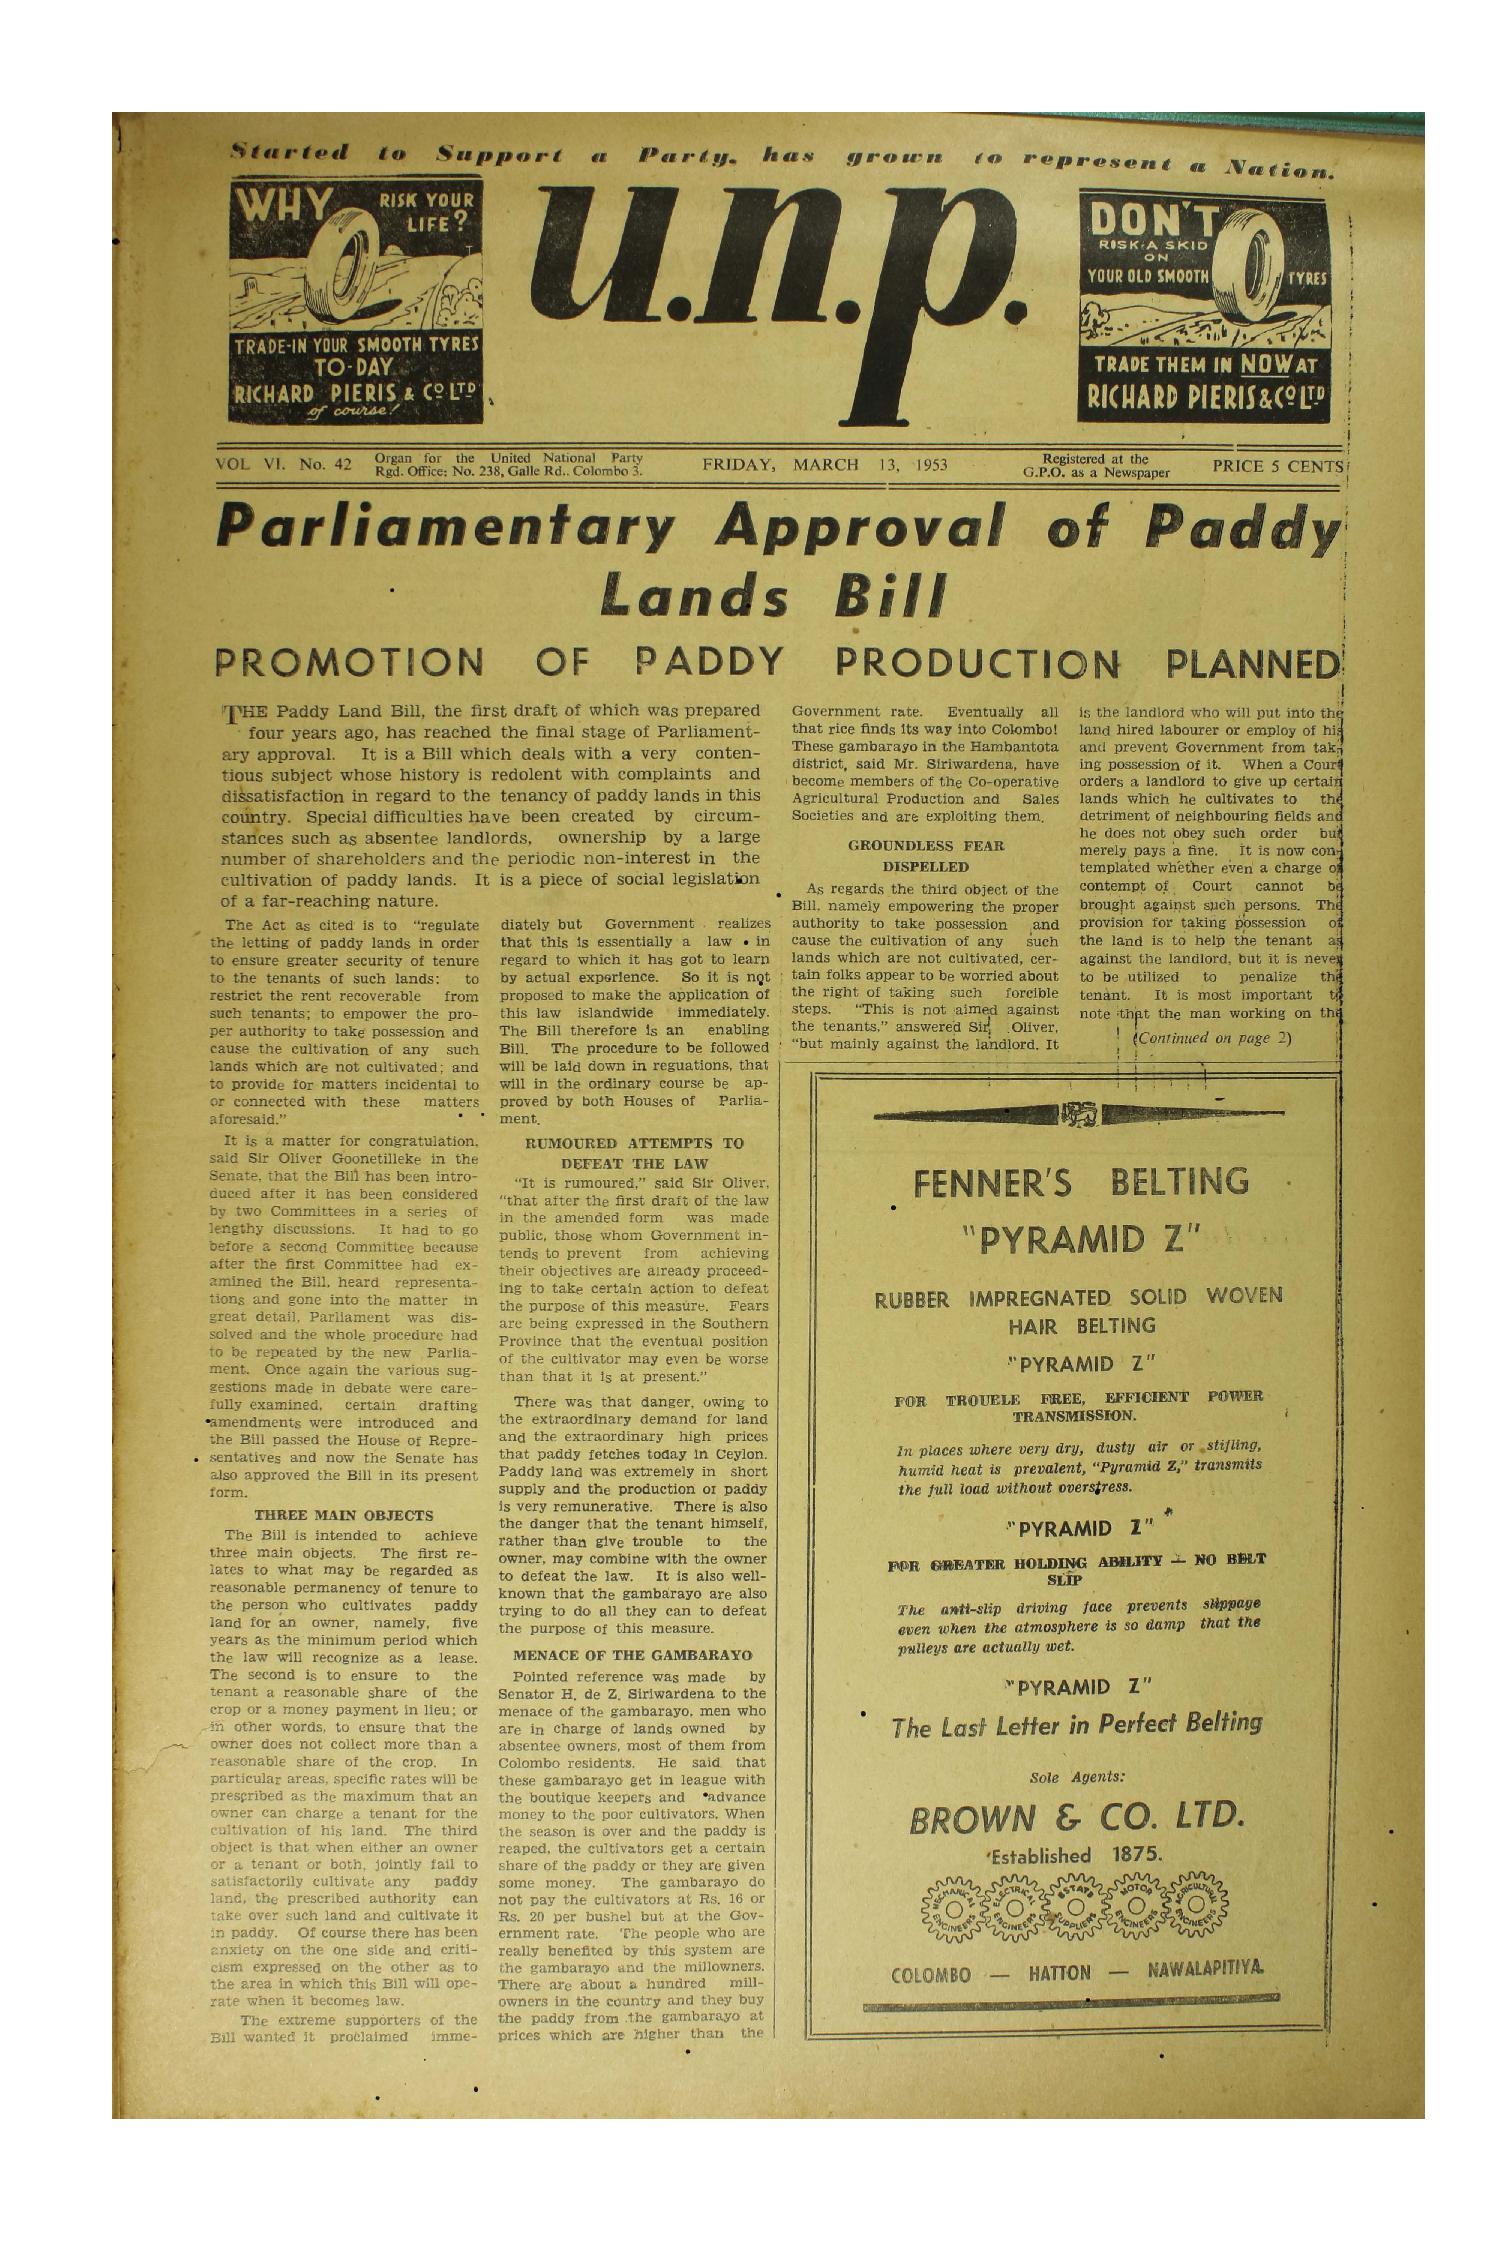 Started to Support a Party, has grown to represent a Nation.
WHY RISK YOUR
LIFE?
TRADE-IN YOUR SMOOTH TYRES
TO-DAY
RICHARD PIERIS & CO LTD
of course!
u.n.p.
DON'T
RISK A SKID
ON
YOUR OLD SMOOTH TYRES
TRADE THEM IN NOW AT
RICHARD PIERIS & CO LTD
VOL VI. No. 42
Organ for the United National Party
Rgd. Office: No. 238, Galle Rd., Colombo 3.
FRIDAY, MARCH 13, 1953
Registered at the
G.P.O. as a Newspaper
PRICE 5 CENTS
Parliamentary Approval of Paddy
Lands Bill
PROMOTION OF PADDY PRODUCTION PLANNED
THE Paddy Land Bill, the first draft of which was prepared
four years ago, has reached the final stage of Parliament-
ary approval. It is a Bill which deals with a very conten-
tious subject whose history is redolent with complaints and
dissatisfaction in regard to the tenancy of paddy lands in this
country. Special difficulties have been created by circum-
stances such as absentee landlords, ownership by a large
number of shareholders and the periodic non-interest in the
cultivation of paddy lands. It is a piece of social legislation
of a far-reaching nature.
The Act as cited is to "regulate
the letting of paddy lands in order
to ensure greater security of tenure
to the tenants of such lands: to
restrict the rent recoverable from
such tenants; to empower the pro-
per authority to take possession and
cause the cultivation of any such
lands which are not cultivated; and
to provide for matters incidental to
or connected with these matters
aforesaid."
It is a matter for congratulation,
said Sir Oliver Goonetilleke in the
Senate, that the Bill has been intro-
duced after it has been considered
by two Committees in a series of
lengthy discussions. It had to go
before a second Committee because
after the first Committee had ex-
amined the Bill, heard representa-
tions and gone into the matter in
great detail, Parliament was dis-
solved and the whole procedure had
to be repeated by the new Parlia-
ment. Once again the various sug-
gestions made in debate were care-
fully examined, certain drafting
amendments were introduced and
the Bill passed the House of Repre-
sentatives and now the Senate has
also approved the Bill in its present
form.
THREE MAIN OBJECTS
The Bill is intended to achieve
three main objects. The first re-
lates to what may be regarded as
reasonable permanency of tenure to
the person who cultivates paddy
land for an owner, namely, five
years as the minimum period which
the law will recognize as a lease.
The second is to ensure to the
tenant a reasonable share of the
crop or a money payment in lieu; or
in other words, to ensure that the
owner does not collect more than a
reasonable share of the crop. In
particular areas, specific rates will be
prescribed as the maximum that an
owner can charge a tenant for the
cultivation of his land. The third
object is that when either an owner
or a tenant or both, jointly fail to
satisfactorily cultivate any paddy
land, the prescribed authority can
take over such land and cultivate it
in paddy. Of course there has been
anxiety on the one side and criti-
cism expressed on the other as to
the area in which this Bill will ope-
rate when it becomes law.
The extreme supporters of the
Bill wanted it proclaimed imme-
diately but Government realizes
that this is essentially a law in
regard to which it has got to learn
by actual experience. So it is not
proposed to make the application of
this law islandwide immediately.
The Bill therefore is an enabling
Bill. The procedure to be followed
will be laid down in reguations, that
will in the ordinary course be ap-
proved by both Houses of Parlia-
ment.
RUMOURED ATTEMPTS TO
DEFEAT THE LAW
"It is rumoured," said Sir Oliver,
"that after the first draft of the law
in the amended form was made
public, those whom Government in-
tends to prevent from achieving
their objectives are already proceed-
ing to take certain action to defeat
the purpose of this measure. Fears
are being expressed in the Southern
Province that the eventual position
of the cultivator may even be worse
than that it is at present."
There was that danger, owing to
the extraordinary demand for land
and the extraordinary high prices
that paddy fetches today in Ceylon.
Paddy land was extremely in short
supply and the production of paddy
is very remunerative. There is also
the danger that the tenant himself,
rather than give trouble to the
owner, may combine with the owner
to defeat the law. It is also well-
known that the gambarayo are also
trying to do all they can to defeat
the purpose of this measure.
MENACE OF THE GAMBARAYO
Pointed reference was made by
Senator H. de Z. Siriwardena to the
menace of the gambarayo, men who
are in charge of lands owned by
absentee owners, most of them from
Colombo residents. He said that
these gambarayo get in league with
the boutique keepers and advance
money to the poor cultivators. When
the season is over and the paddy is
reaped, the cultivators get a certain
share of the paddy or they are given
some money. The gambarayo do
not pay the cultivators at Rs. 16 or
Rs. 20 per bushel but at the Gov-
ernment rate. The people who are
really benefited by this system are
the gambarayo and the millowners.
There are about a hundred mill-
owners in the country and they buy
the paddy from the gambarayo at
prices which are higher than the
Government rate. Eventually all
that rice finds its way into Colombo!
These gambarayo in the Hambantota
district, said Mr. Siriwardena, have
become members of the Co-operative
Agricultural Production and Sales
Societies and are exploiting them.
GROUNDLESS FEAR
DISPELLED
As regards the third object of the
Bill, namely empowering the proper
authority to take possession and
cause the cultivation of any such
lands which are not cultivated, cer-
tain folks appear to be worried about
the right of taking such forcible
steps. "This is not aimed against
the tenants," answered Sir Oliver,
"but mainly against the landlord. It
is the landlord who will put into the
land hired labourer or employ of his
and prevent Government from tak-
ing possession of it. When a Court
orders a landlord to give up certain
lands which he cultivates to the
detriment of neighbouring fields and
he does not obey such order but
merely pays a fine. It is now con-
templated whether even a charge of
contempt of Court cannot be
brought against such persons. The
provision for taking possession of
the land is to help the tenant as
against the landlord, but it is never
to be utilized to penalize the
tenant. It is most important to
note that the man working on the
(Continued on page 2)
FENNER'S BELTING
"PYRAMID Z"
RUBBER IMPREGNATED SOLID WOVEN
HAIR BELTING
"PYRAMID Z"
FOR TROUBLE FREE, EFFICIENT POWER
TRANSMISSION.
In places where very dry, dusty air or stifling,
humid heat is prevalent, "Pyramid Z," transmits
the full load without overstress.
"PYRAMID Z"
FOR GREATER HOLDING ABILITY — NO BELT
SLIP
The anti-slip driving face prevents slippage
even when the atmosphere is so damp that the
pulleys are actually wet.
"PYRAMID Z"
The Last Letter in Perfect Belting
Sole Agents:
BROWN & CO. LTD.
Established 1875.
MECHANICAL ENGINEERS
ELECTRICAL ENGINEERS
ESTATE SUPPLIERS
MOTOR ENGINEERS
AGRICULTURAL ENGINEERS
COLOMBO — HATTON — NAWALAPITIYA.